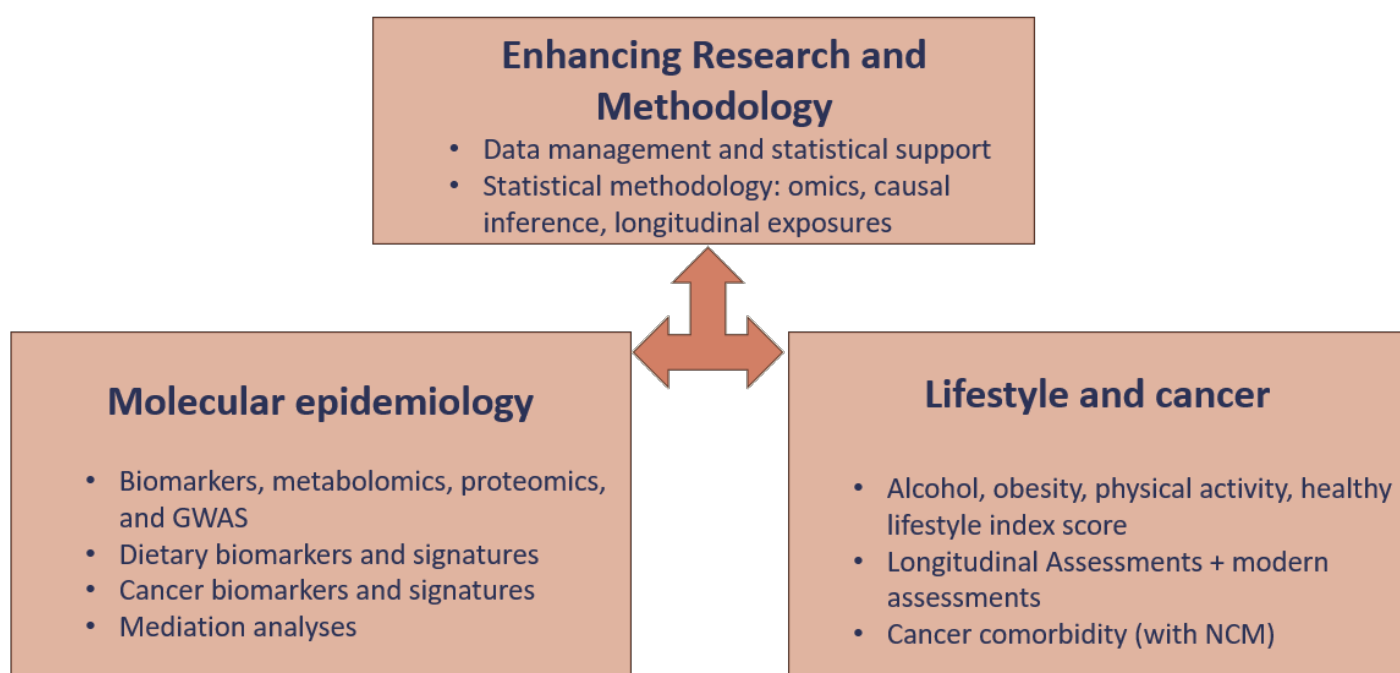 Enhancing Research and
Methodology
• Data management and statistical support
• Statistical methodology: omics, causal
inference, longitudinal exposures
Molecular epidemiology
• Biomarkers, metabolomics, proteomics,
and GWAS
• Dietary biomarkers and signatures
• Cancer biomarkers and signatures
• Mediation analyses
Lifestyle and cancer
• Alcohol, obesity, physical activity, healthy
lifestyle index score
• Longitudinal Assessments + modern
assessments
• Cancer comorbidity (with NCM)